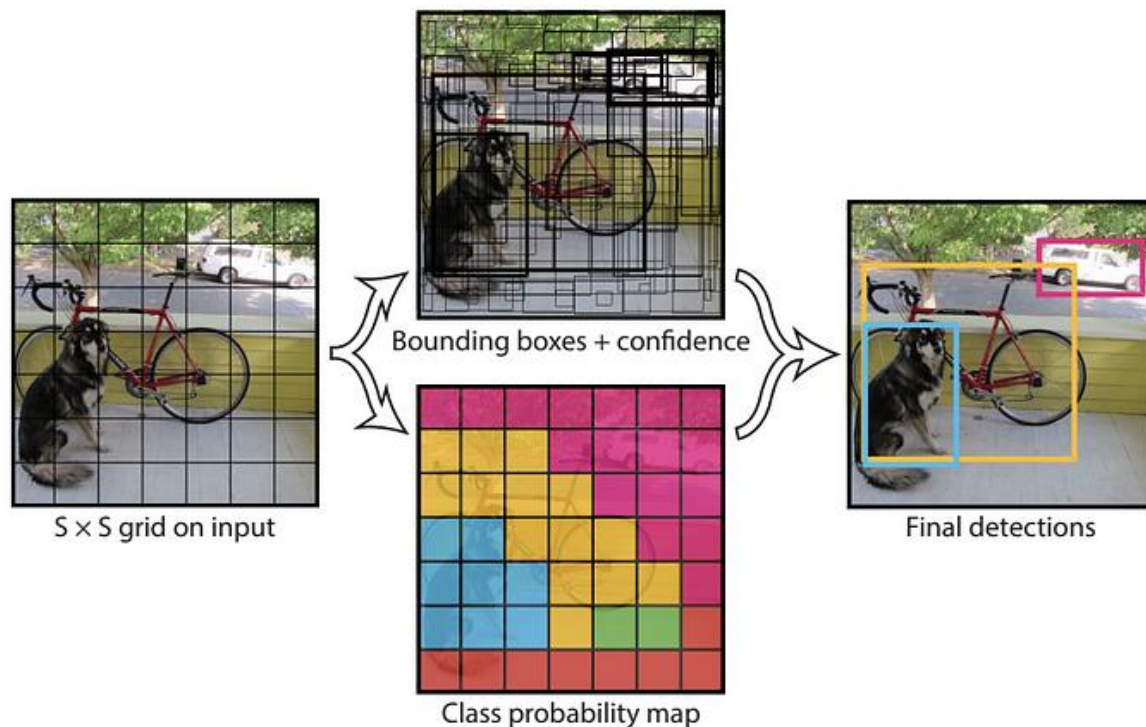 Bounding boxes + confidence
S × S grid on input
Final detections
Class probability map